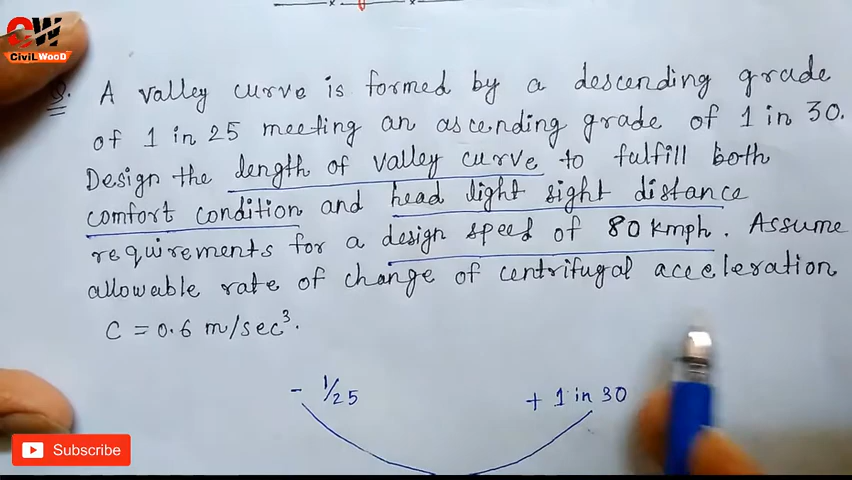 CW
CiviL WooD
Q. A valley curve is formed by a descending grade
of 1 in 25 meeting an ascending grade of 1 in 30.
Design the length of valley curve to fulfill both
comfort condition and head light sight distance
requirements for a design speed of 80 kmph. Assume
allowable rate of change of centrifugal acceleration
C = 0.6 m/sec³.
- 1/25 + 1 in 30
Subscribe